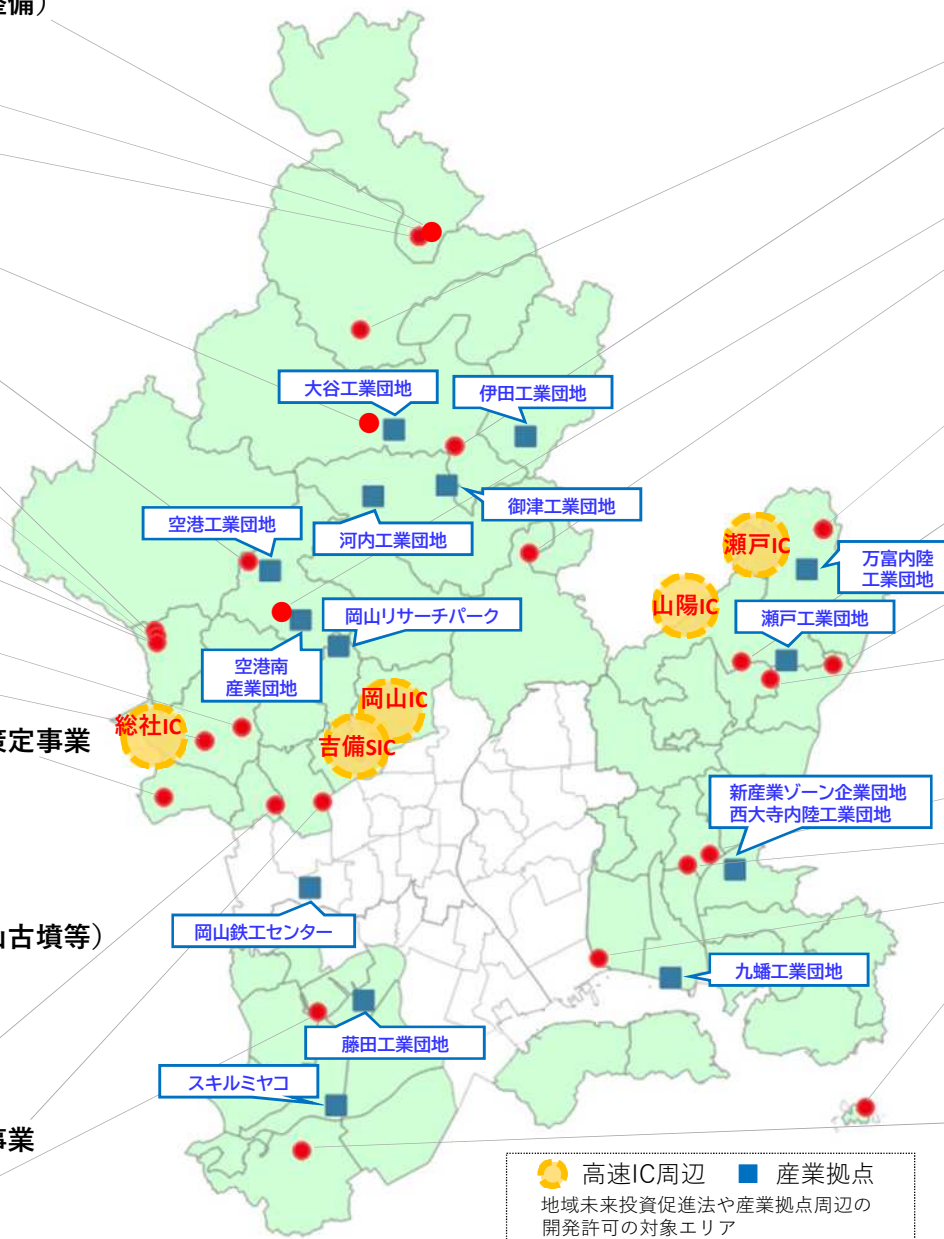 整備）
大谷工業団地
伊田工業団地
空港工業団地
河内工業団地
御津工業団地
瀬戸IC
万富内陸
工業団地
山陽IC
岡山リサーチパーク
瀬戸工業団地
空港南
産業団地
岡山IC
総社IC
吉備SIC
策定事業
新産業ゾーン企業団地
西大寺内陸工業団地
岡山鉄工センター
山古墳等）
九蟠工業団地
藤田工業団地
スキルミヤコ
事業
高速IC周辺
産業拠点
地域未来投資促進法や産業拠点周辺の
開発許可の対象エリア